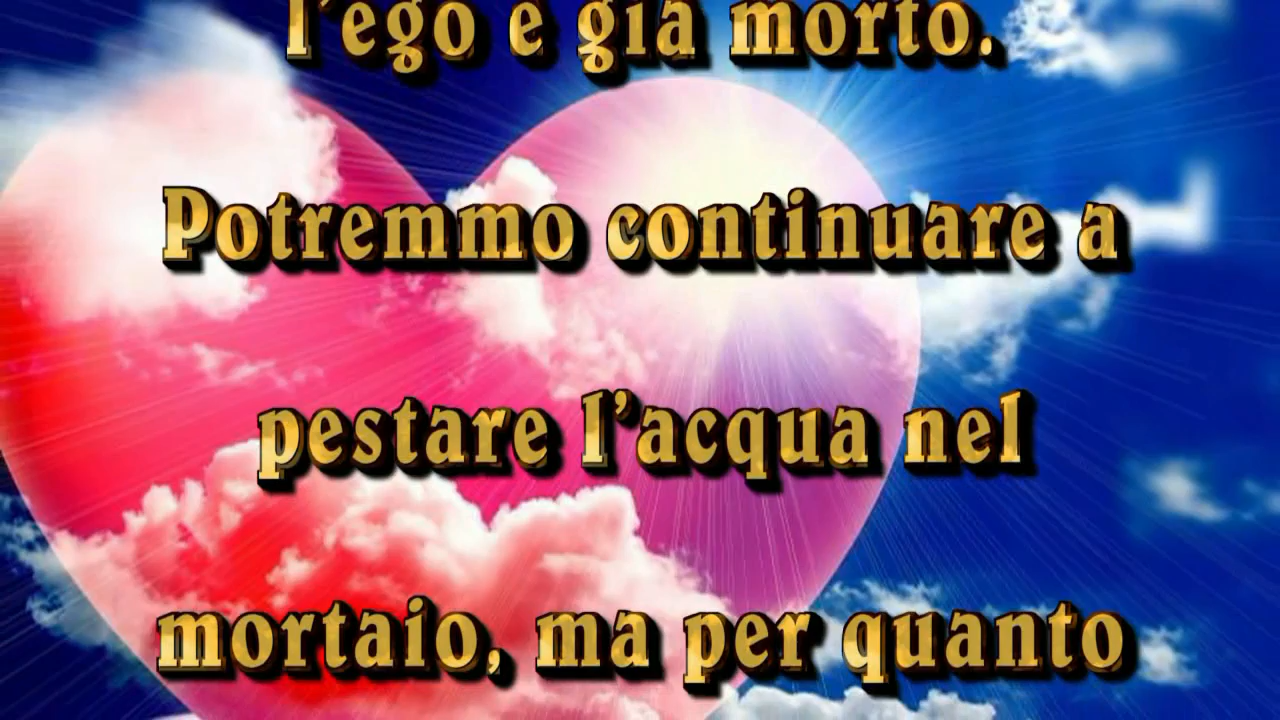 l'ego è già morto.
Potremmo continuare a
pestare l'acqua nel
mortaio, ma per quanto